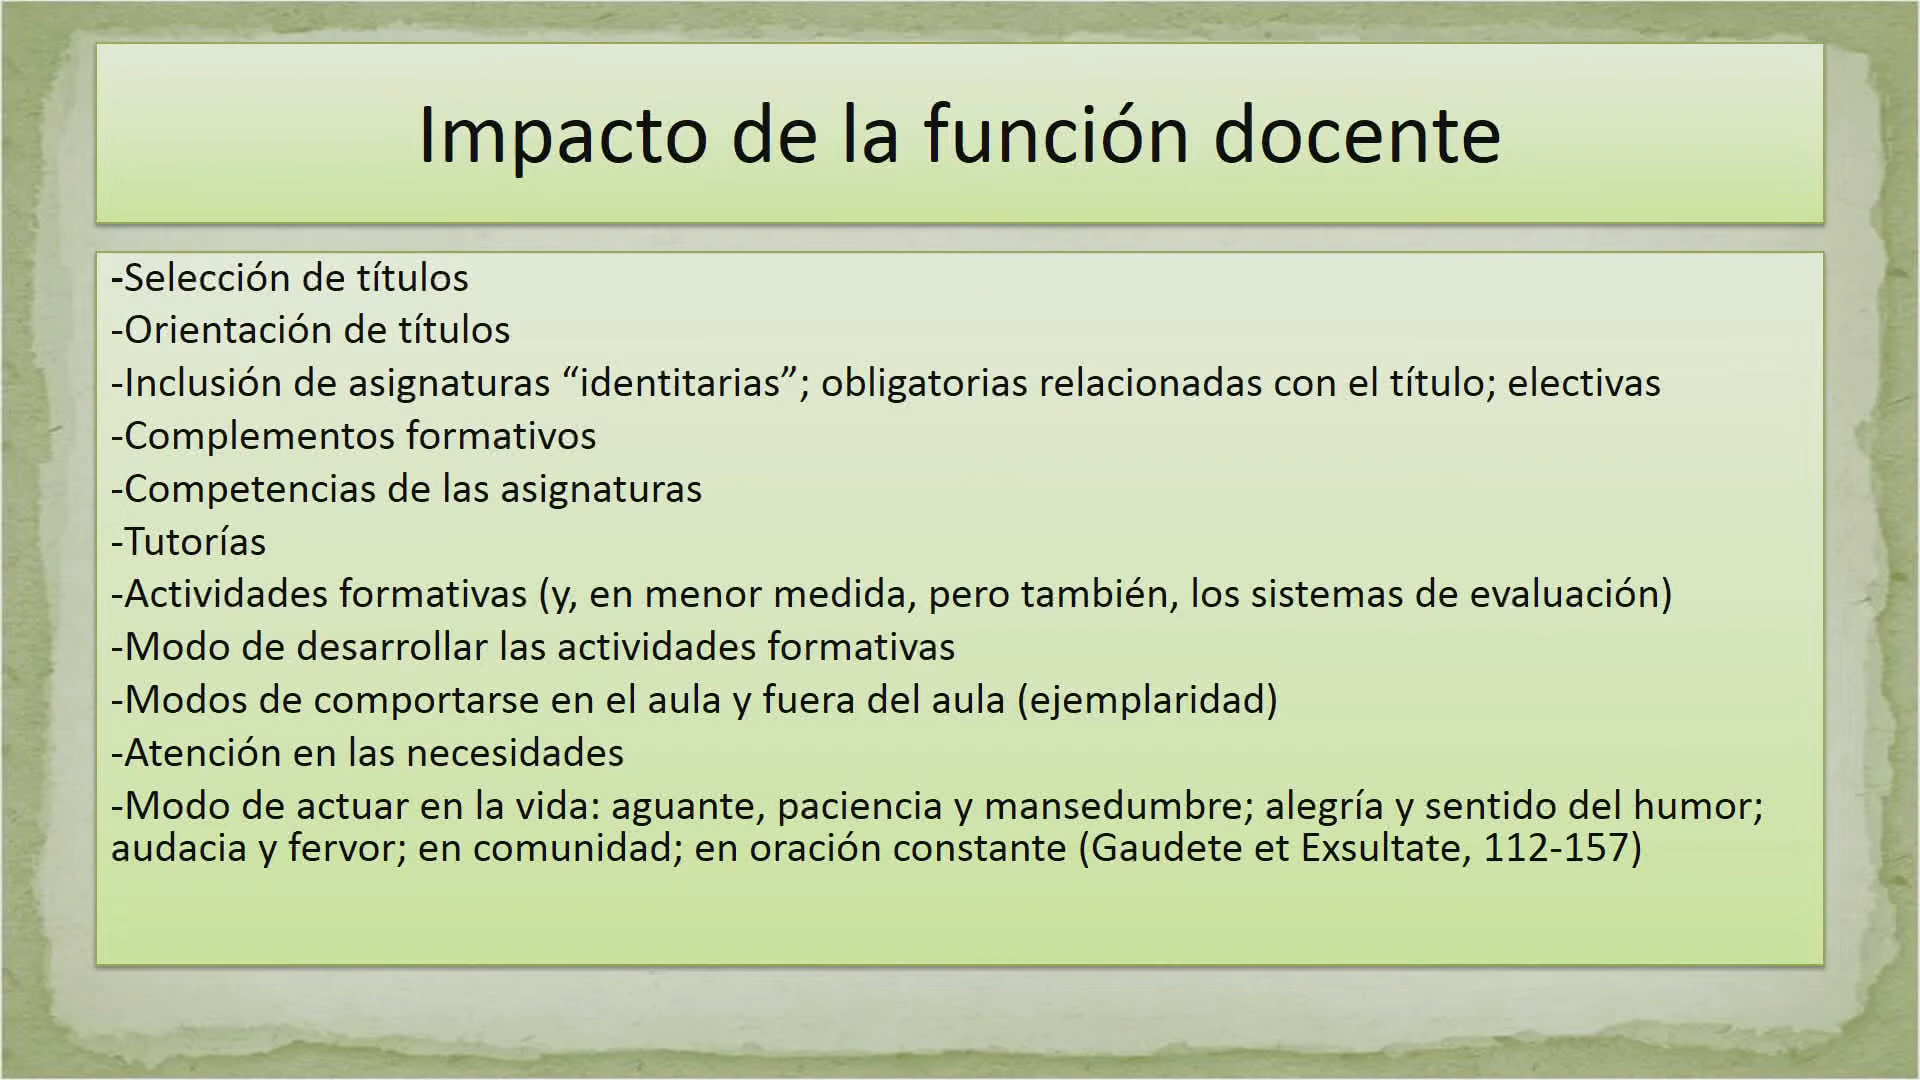 Impacto de la función docente
-Selección de títulos
-Orientación de títulos
-Inclusión de asignaturas “identitarias”; obligatorias relacionadas con el título; electivas
-Complementos formativos
-Competencias de las asignaturas
-Tutorías
-Actividades formativas (y, en menor medida, pero también, los sistemas de evaluación)
-Modo de desarrollar las actividades formativas
-Modos de comportarse en el aula y fuera del aula (ejemplaridad)
-Atención en las necesidades
-Modo de actuar en la vida: aguante, paciencia y mansedumbre; alegría y sentido del humor;
audacia y fervor; en comunidad; en oración constante (Gaudete et Exsultate, 112-157)